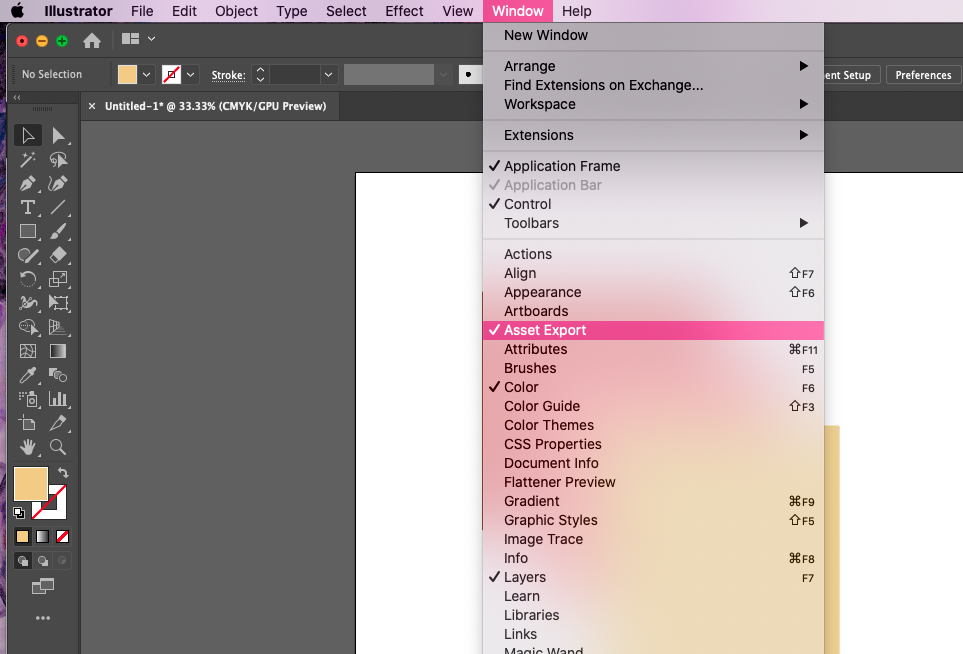 Illustrator File Edit Object Type Select Effect View Window Help
No Selection Stroke: ent Setup Preferences
× Untitled-1* @ 33.33% (CMYK/GPU Preview)
New Window
Arrange
Find Extensions on Exchange...
Workspace
Extensions
✓ Application Frame
✓ Application Bar
✓ Control
Toolbars
Actions
Align ⇧F7
Appearance ⇧F6
Artboards
✓ Asset Export
Attributes ⌘F11
Brushes F5
✓ Color F6
Color Guide ⇧F3
Color Themes
CSS Properties
Document Info
Flattener Preview
Gradient ⌘F9
Graphic Styles ⇧F5
Image Trace
Info ⌘F8
✓ Layers F7
Learn
Libraries
Links
Magic Wand